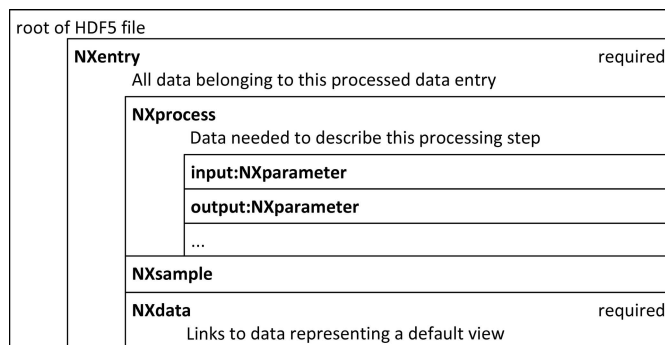 root of HDF5 file
NXentry required
All data belonging to this processed data entry
NXprocess
Data needed to describe this processing step
input:NXparameter
output:NXparameter
...
NXsample
NXdata required
Links to data representing a default view